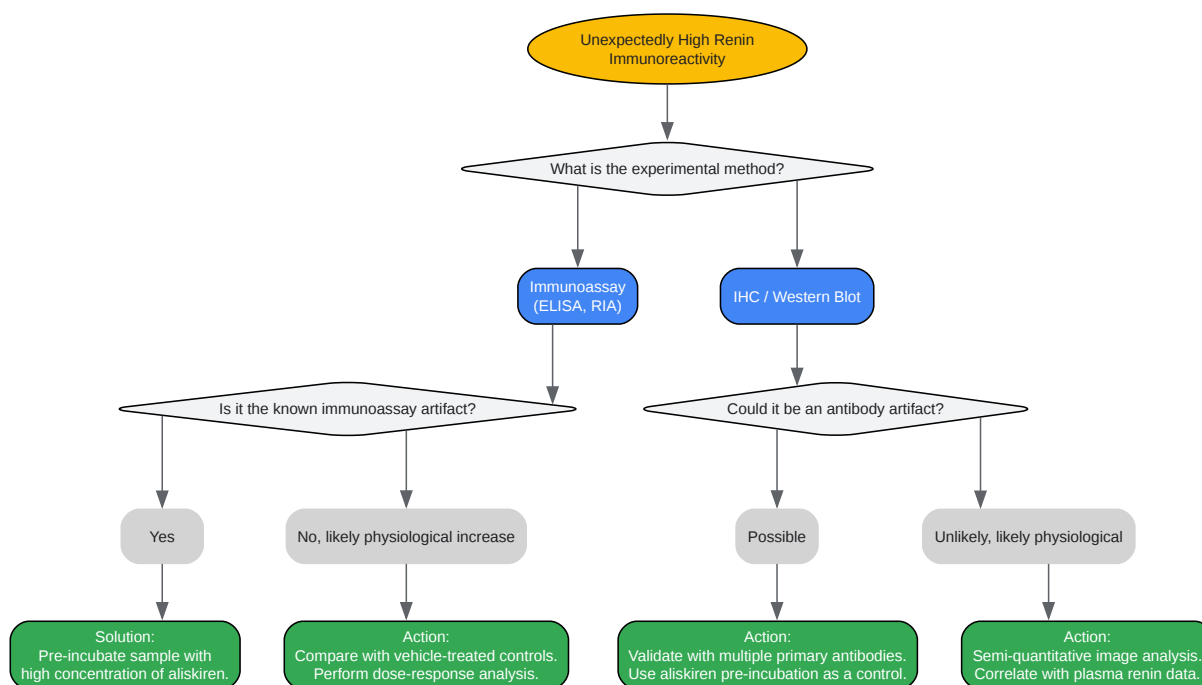 Unexpectedly High Renin
Immunoreactivity
What is the experimental method?
Immunoassay
(ELISA, RIA)
IHC / Western Blot
Is it the known immunoassay artifact?
Could it be an antibody artifact?
Yes
No, likely physiological increase
Possible
Unlikely, likely physiological
Solution:
Pre-incubate sample with
high concentration of aliskiren.
Action:
Compare with vehicle-treated controls.
Perform dose-response analysis.
Action:
Validate with multiple primary antibodies.
Use aliskiren pre-incubation as a control.
Action:
Semi-quantitative image analysis.
Correlate with plasma renin data.